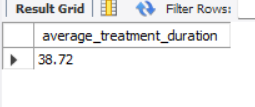 Result Grid Filter Rows:
average_treatment_duration
38.72